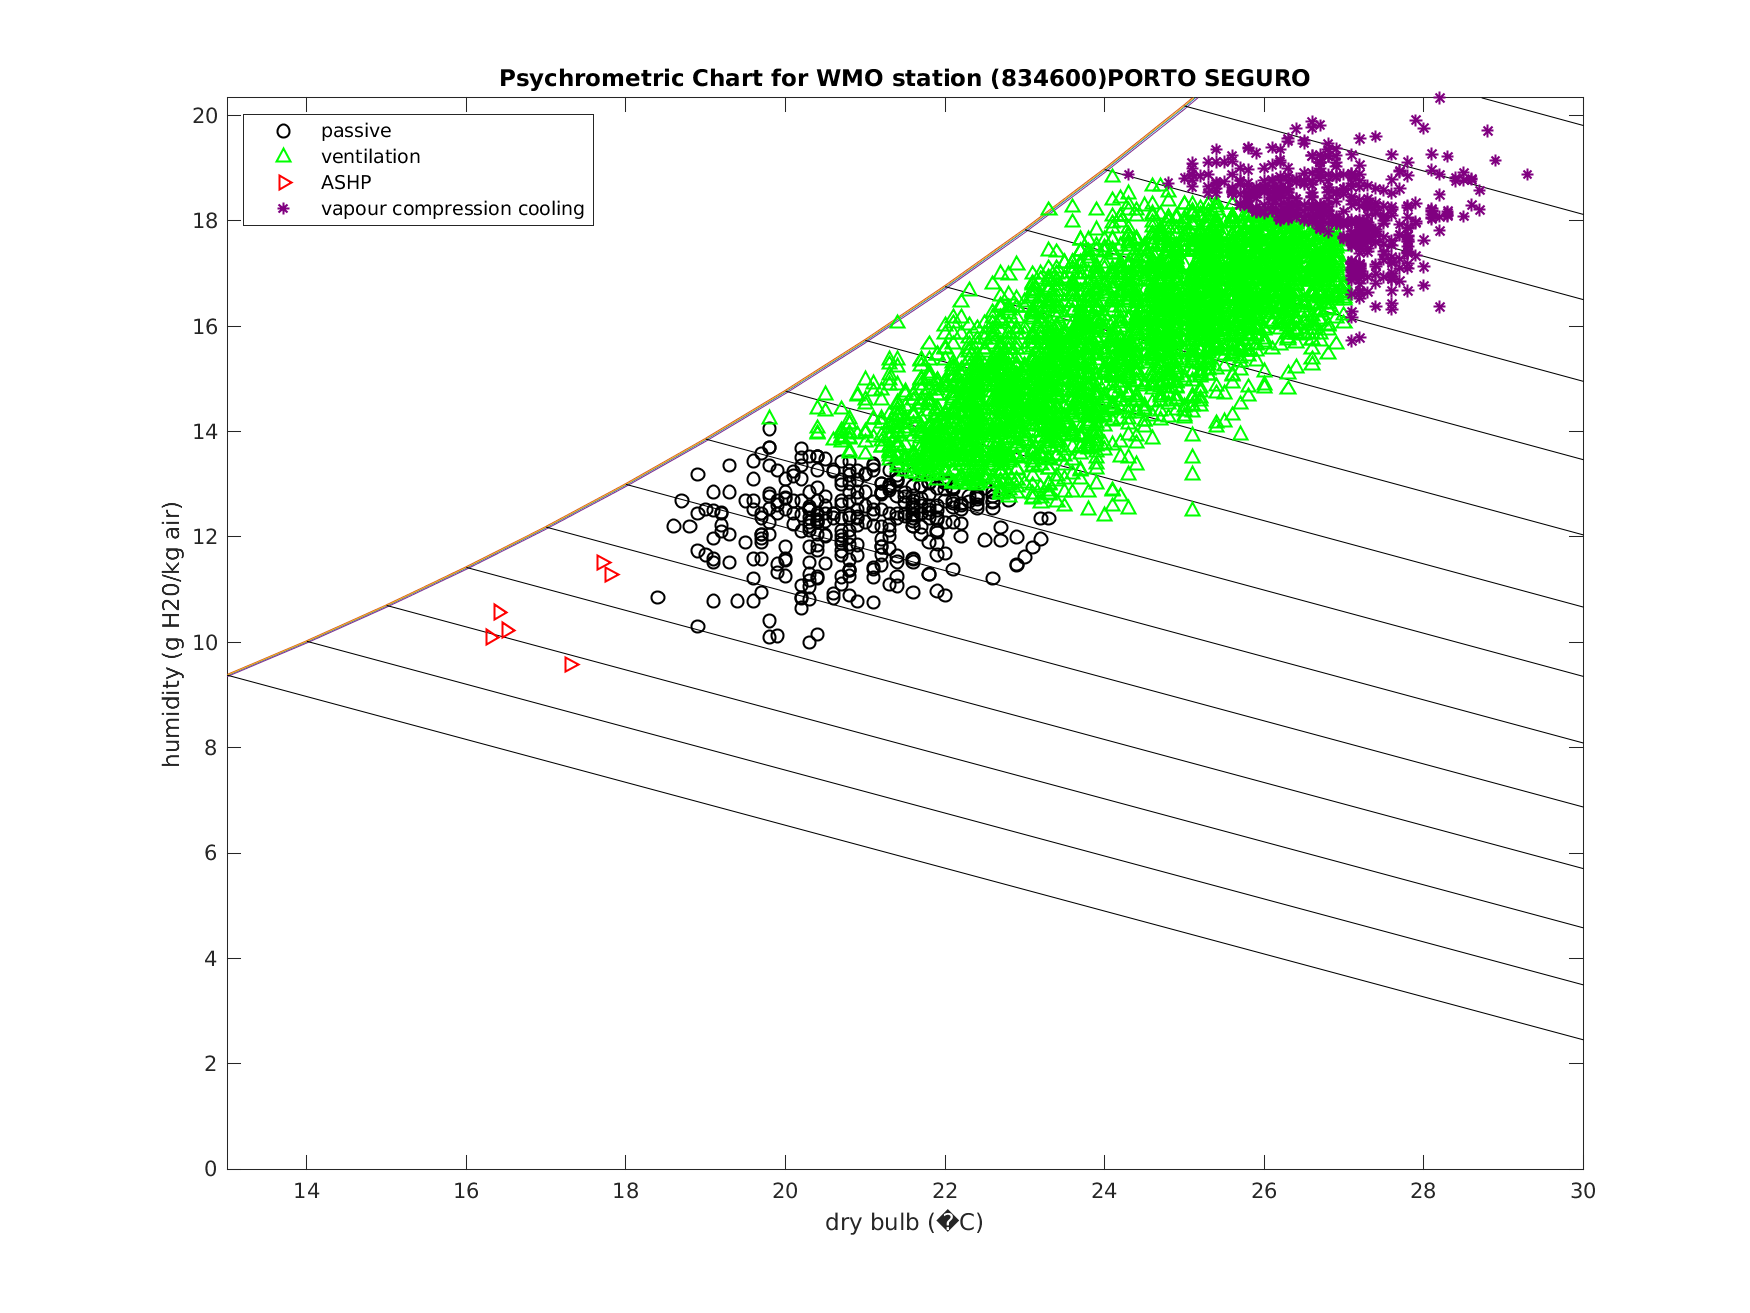 Psychrometric Chart for WMO station (834600)PORTO SEGURO
passive
ventilation
ASHP
vapour compression cooling
humidity (g H20/kg air)
20
18
16
14
12
10
8
6
4
2
0
14 16 18 20 22 24 26 28 30
dry bulb (�C)